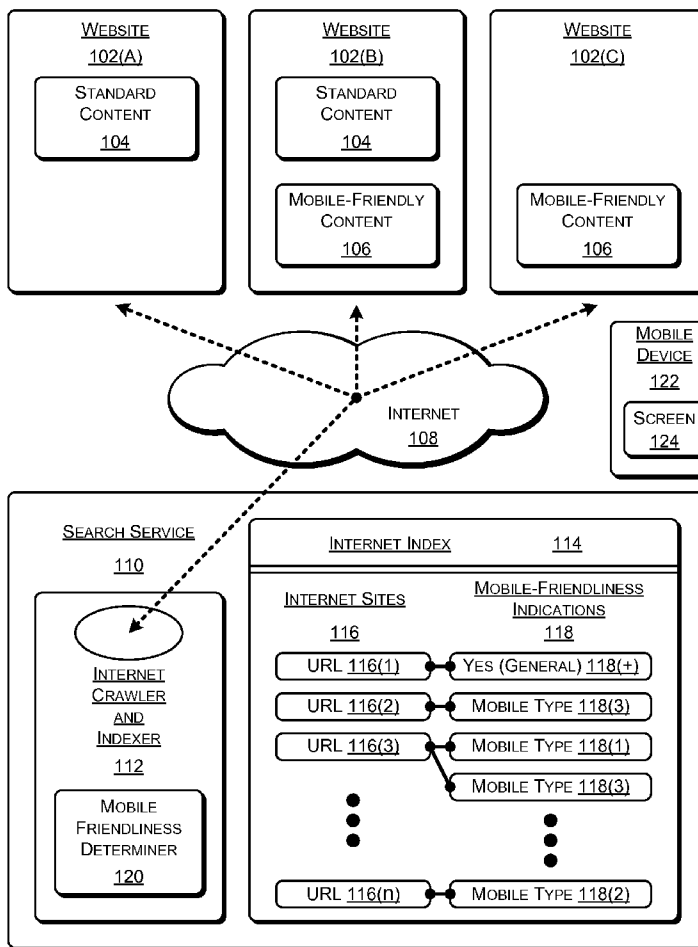 WEBSITE
102(A)
STANDARD
CONTENT
104
WEBSITE
102(B)
STANDARD
CONTENT
104
MOBILE-FRIENDLY
CONTENT
106
WEBSITE
102(C)
MOBILE-FRIENDLY
CONTENT
106
INTERNET
108
MOBILE
DEVICE
122
SCREEN
124
SEARCH SERVICE
110
INTERNET
CRAWLER
AND
INDEXER
112
MOBILE
FRIENDLINESS
DETERMINER
120
INTERNET INDEX 114
INTERNET SITES
116
MOBILE-FRIENDLINESS
INDICATIONS
118
URL 116(1) YES (GENERAL) 118(+)
URL 116(2) MOBILE TYPE 118(3)
URL 116(3) MOBILE TYPE 118(1)
MOBILE TYPE 118(3)
URL 116(n) MOBILE TYPE 118(2)